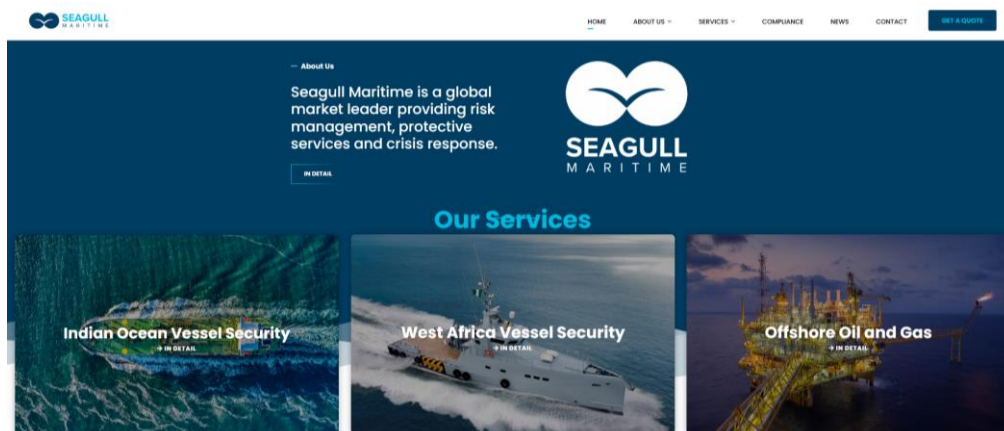 SEAGULL
MARITIME
HOME
ABOUT US
SERVICES
COMPLIANCE
NEWS
CONTACT
GET A QUOTE
— About Us
Seagull Maritime is a global
market leader providing risk
management, protective
services and crisis response.
IN DETAIL
SEAGULL
MARITIME
Our Services
Indian Ocean Vessel Security
→ IN DETAIL
West Africa Vessel Security
→ IN DETAIL
Offshore Oil and Gas
→ IN DETAIL